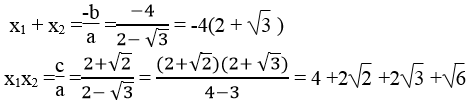 x₁ + x₂ = -b/a = -4/(2- √3) = -4(2 + √3 )
x₁x₂ = c/a = (2+√2)/(2- √3) = (2+√2)(2+ √3)/(4-3) = 4 +2√2 +2√3 +√6